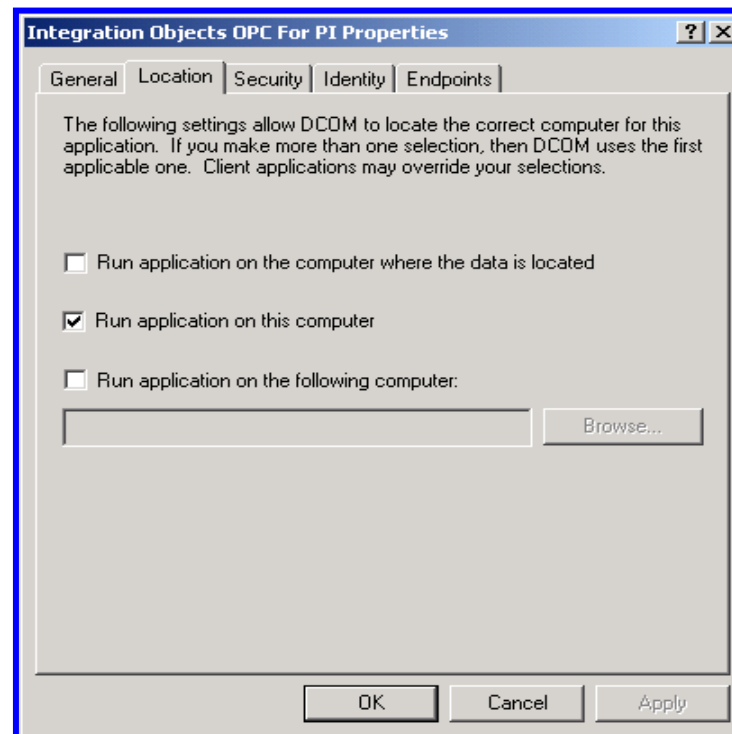 Integration Objects OPC For PI Properties
General Location Security Identity Endpoints
The following settings allow DCOM to locate the correct computer for this
application. If you make more than one selection, then DCOM uses the first
applicable one. Client applications may override your selections.
Run application on the computer where the data is located
Run application on this computer
Run application on the following computer:
Browse...
OK Cancel Apply